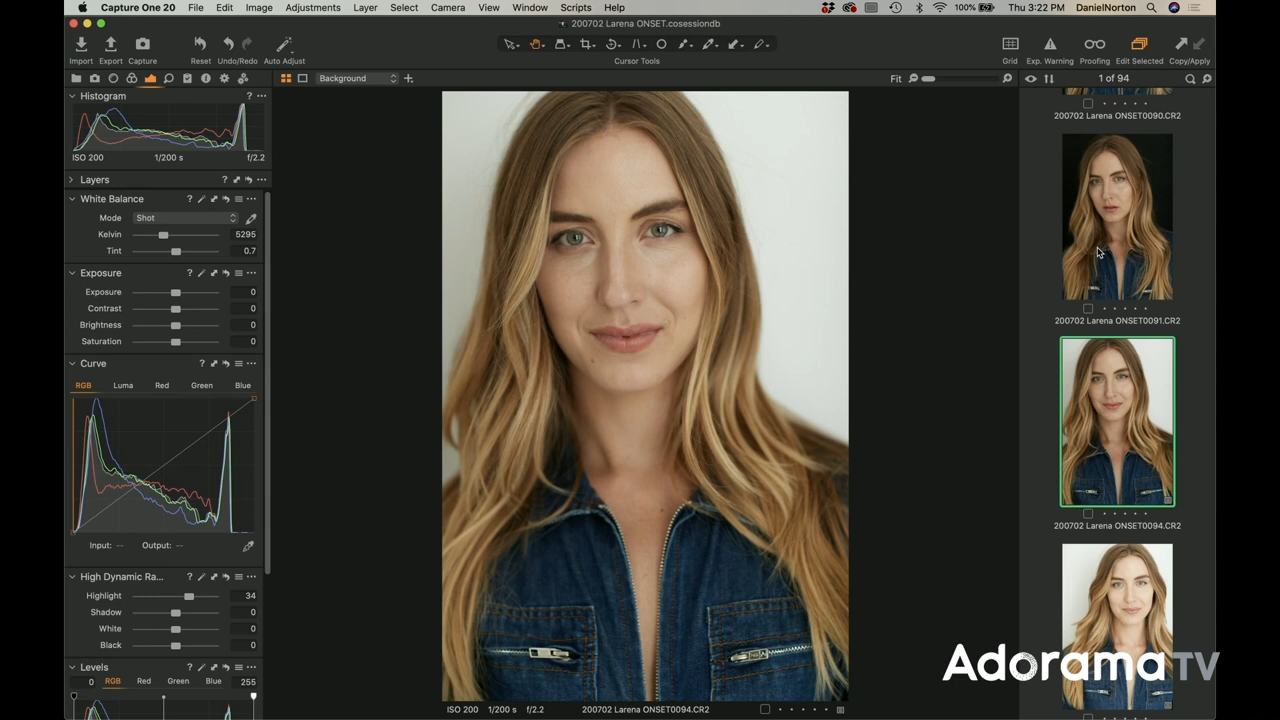 Capture One 20 File Edit Image Adjustments Layer Select Camera View Window Scripts Help 100% Thu 3:22 PM DanielNorton
200702 Larena ONSET.cosessiondb
Import Export Capture Reset Undo/Redo Auto Adjust Cursor Tools Grid Exp. Warning Proofing Edit Selected Copy/Apply
Background Fit 1 of 94
Histogram
ISO 200 1/200 s f/2.2
Layers
White Balance
Mode Shot
Kelvin 5295
Tint 0.7
Exposure
Exposure 0
Contrast 0
Brightness 0
Saturation 0
Curve
RGB Luma Red Green Blue
Input: -- Output: --
High Dynamic Ra...
Highlight 34
Shadow 0
White 0
Black 0
Levels
0 RGB Red Green Blue 255
ISO 200 1/200 s f/2.2 200702 Larena ONSET0094.CR2
200702 Larena ONSET0090.CR2
200702 Larena ONSET0091.CR2
200702 Larena ONSET0094.CR2
Adorama TV